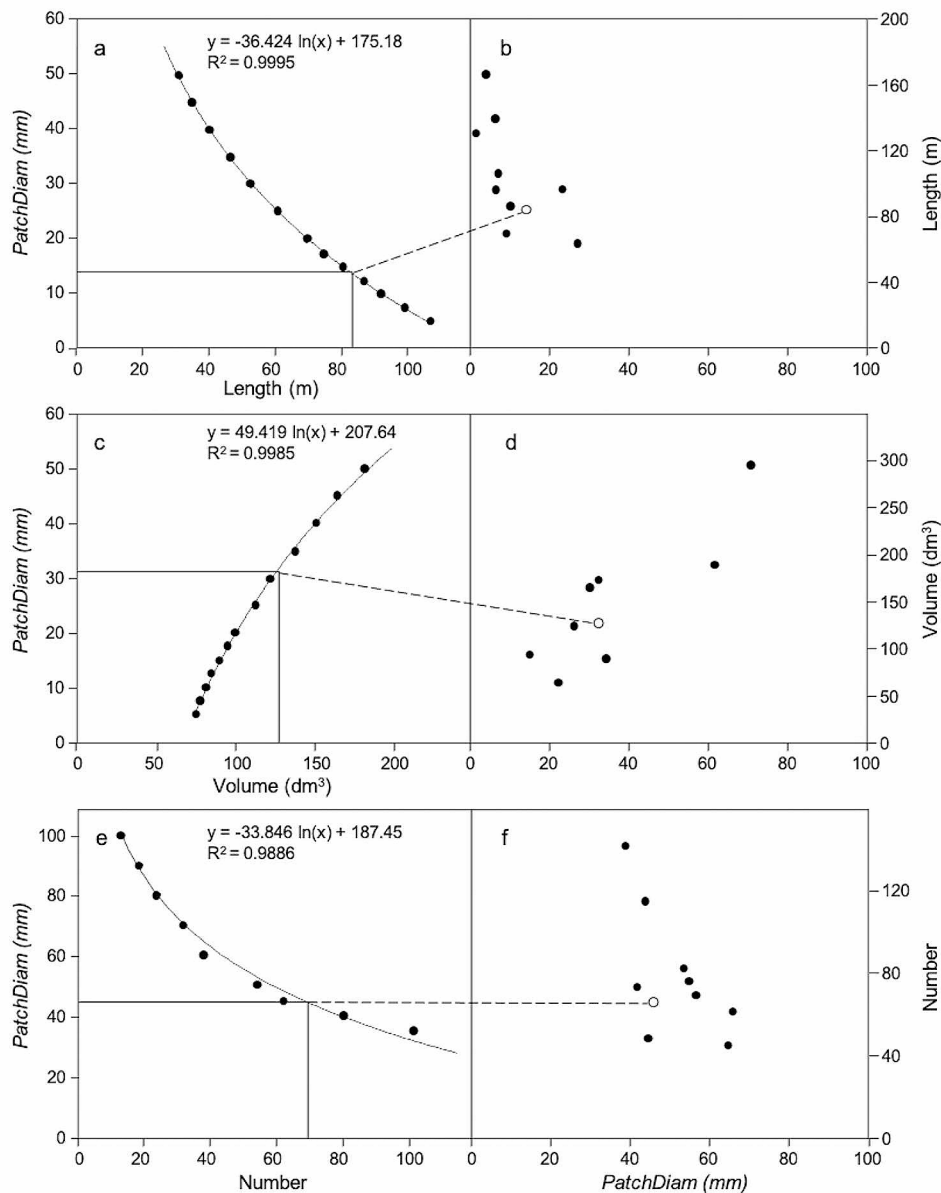 a
y = -36.424 ln(x) + 175.18
R² = 0.9995
PatchDiam (mm)
60
50
40
30
20
10
0
0 20 40 60 80 100
Length (m)
b
200
160
120
80
40
0
Length (m)
0 20 40 60 80 100
c
y = 49.419 ln(x) + 207.64
R² = 0.9985
PatchDiam (mm)
60
50
40
30
20
10
0
0 50 100 150 200
Volume (dm³)
d
300
250
200
150
100
50
0
Volume (dm³)
0 20 40 60 80 100
e
y = -33.846 ln(x) + 187.45
R² = 0.9886
PatchDiam (mm)
100
80
60
40
20
0
0 20 40 60 80 100
Number
f
120
80
40
0
Number
0 20 40 60 80 100
PatchDiam (mm)